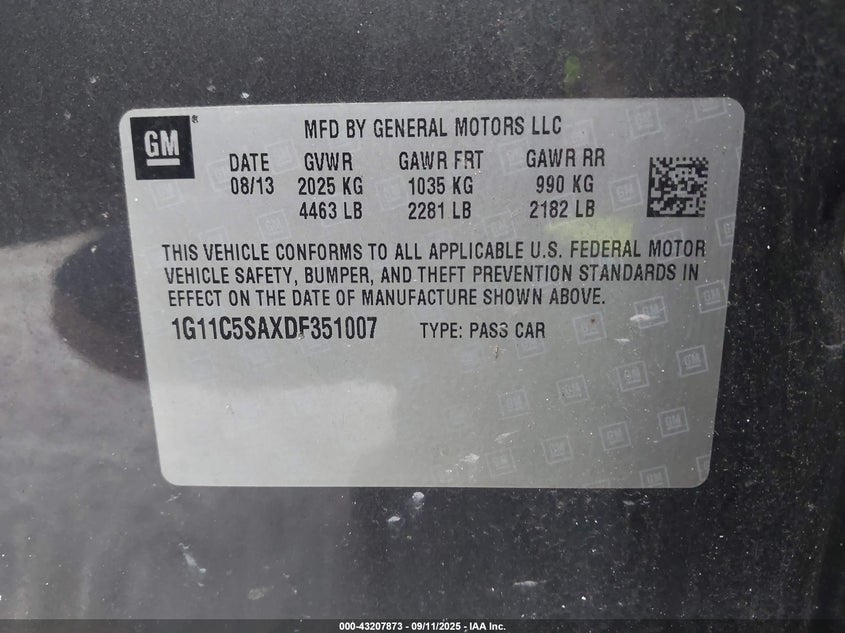 GM
MFD BY GENERAL MOTORS LLC
DATE GVWR GAWR FRT GAWR RR
08/13 2025 KG 1035 KG 990 KG
4463 LB 2281 LB 2182 LB
THIS VEHICLE CONFORMS TO ALL APPLICABLE U.S. FEDERAL MOTOR
VEHICLE SAFETY, BUMPER, AND THEFT PREVENTION STANDARDS IN
EFFECT ON THE DATE OF MANUFACTURE SHOWN ABOVE.
1G11C5SAXDF351007 TYPE: PASS CAR
000-43207873 - 09/11/2025 - IAA Inc.